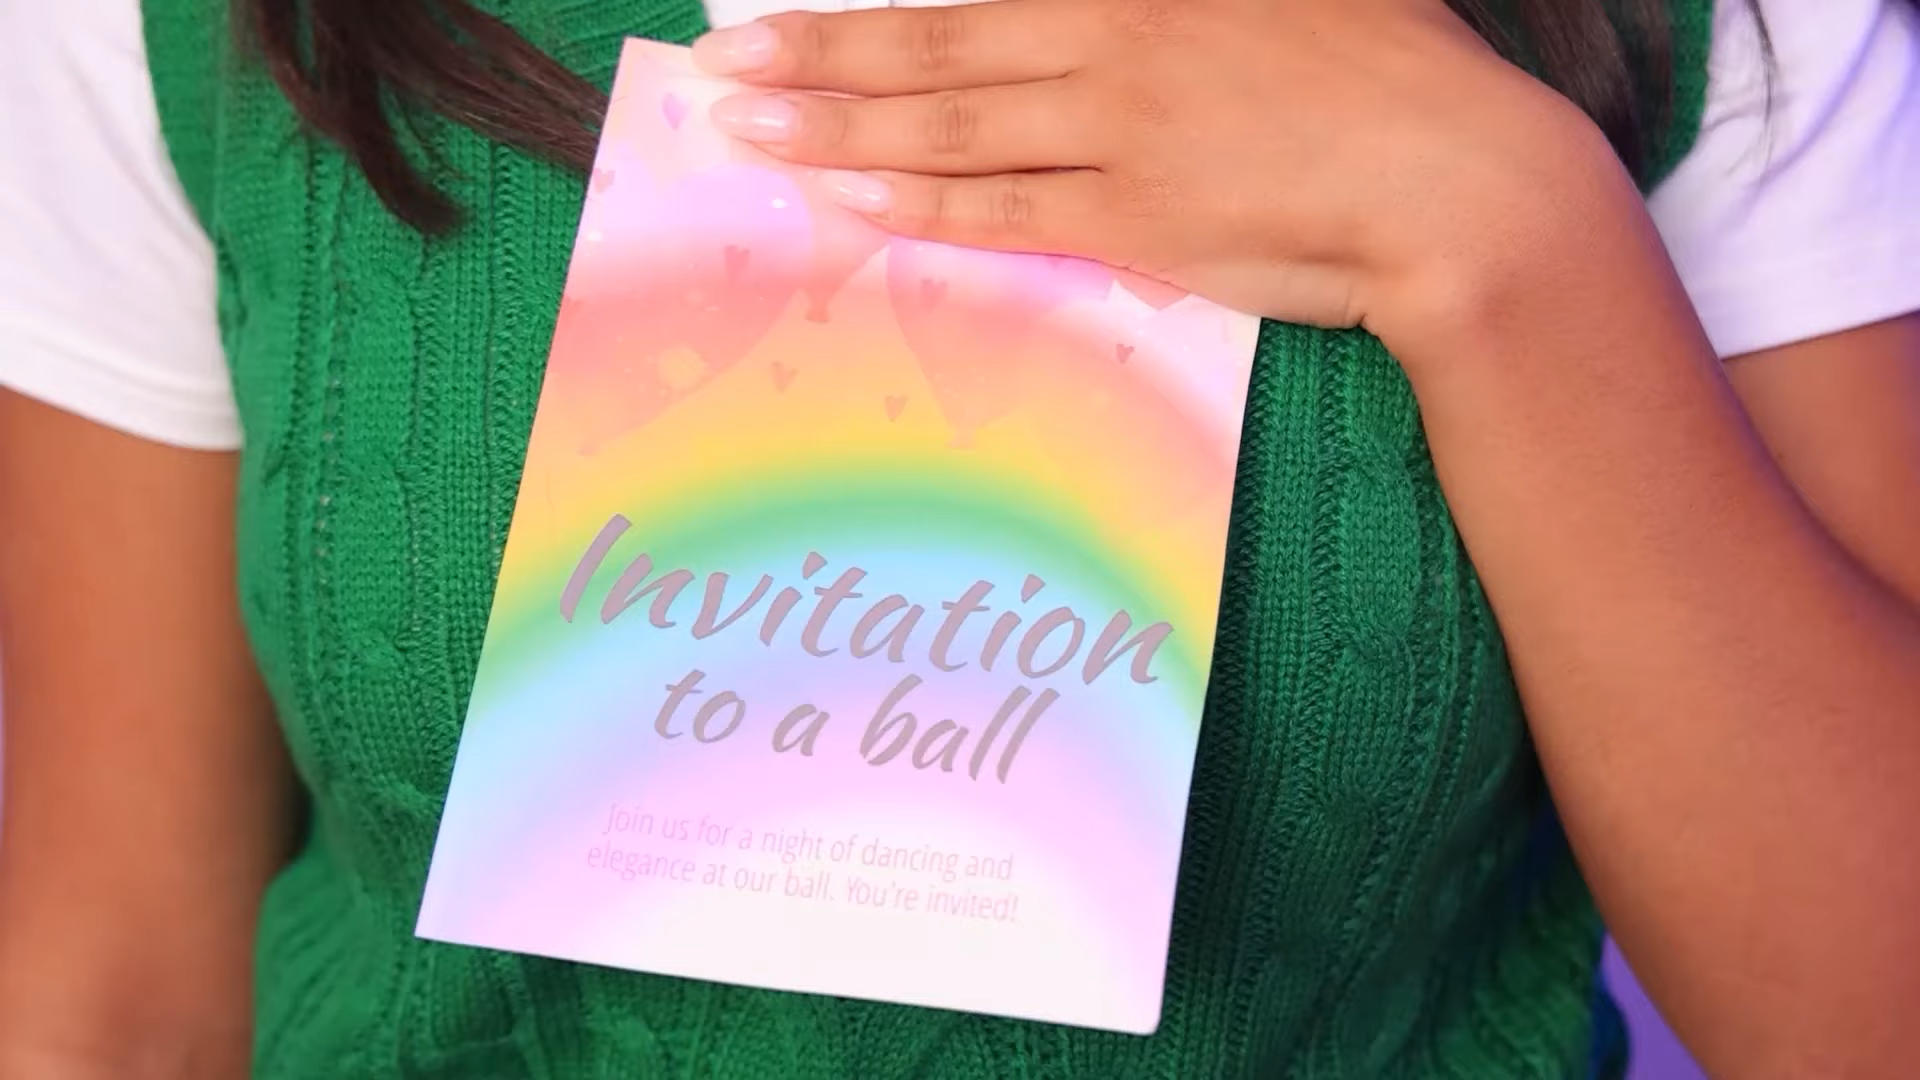 Invitation
to a ball
Join us for a night of dancing and
elegance at our ball. You're invited!